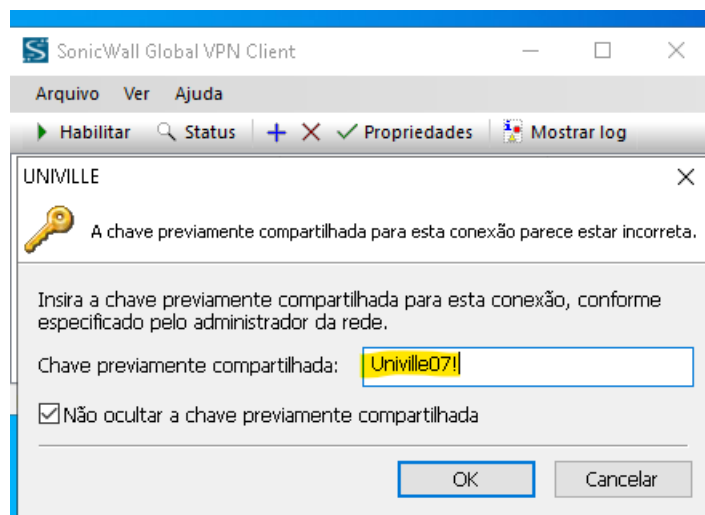 SonicWall Global VPN Client
Arquivo Ver Ajuda
Habilitar Status Propriedades Mostrar log
UNIVILLE
A chave previamente compartilhada para esta conexão parece estar incorreta.
Insira a chave previamente compartilhada para esta conexão, conforme
especificado pelo administrador da rede.
Chave previamente compartilhada: Univille07!
Não ocultar a chave previamente compartilhada
OK Cancelar